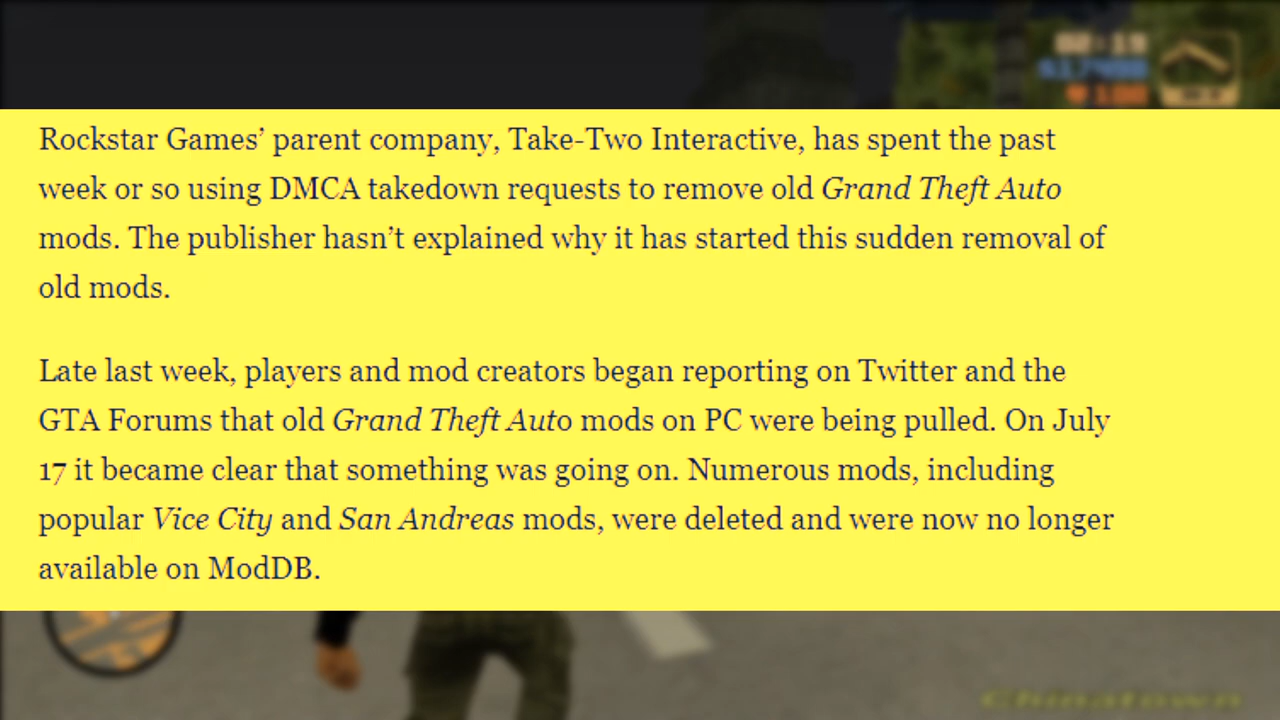 02:19
Rockstar Games’ parent company, Take-Two Interactive, has spent the past
week or so using DMCA takedown requests to remove old Grand Theft Auto
mods. The publisher hasn’t explained why it has started this sudden removal of
old mods.
Late last week, players and mod creators began reporting on Twitter and the
GTA Forums that old Grand Theft Auto mods on PC were being pulled. On July
17 it became clear that something was going on. Numerous mods, including
popular Vice City and San Andreas mods, were deleted and were now no longer
available on ModDB.
Chinatown